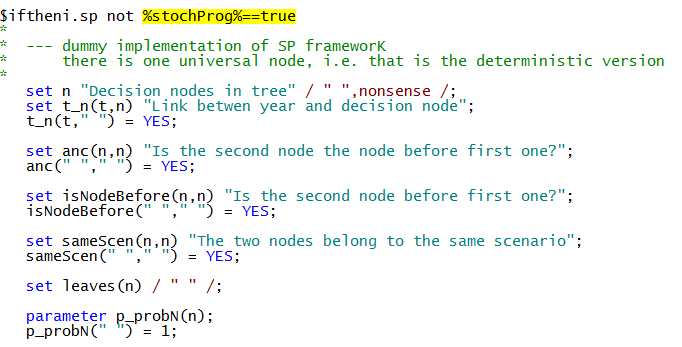 $iftheni.sp not %stochProg%==true
*
*  --- dummy implementation of SP frameworK
*      there is one universal node, i.e. that is the deterministic version
*
   set n "Decision nodes in tree" / " ",nonsense /;
   set t_n(t,n) "Link betwen year and decision node";
   t_n(t," ") = YES;

   set anc(n,n) "Is the second node the node before first one?";
   anc(" "," ") = YES;

   set isNodeBefore(n,n) "Is the second node before first one?";
   isNodeBefore(" "," ") = YES;

   set sameScen(n,n) "The two nodes belong to the same scenario";
   sameScen(" "," ") = YES;

   set leaves(n) / " " /;

   parameter p_probN(n);
   p_probN(" ") = 1;